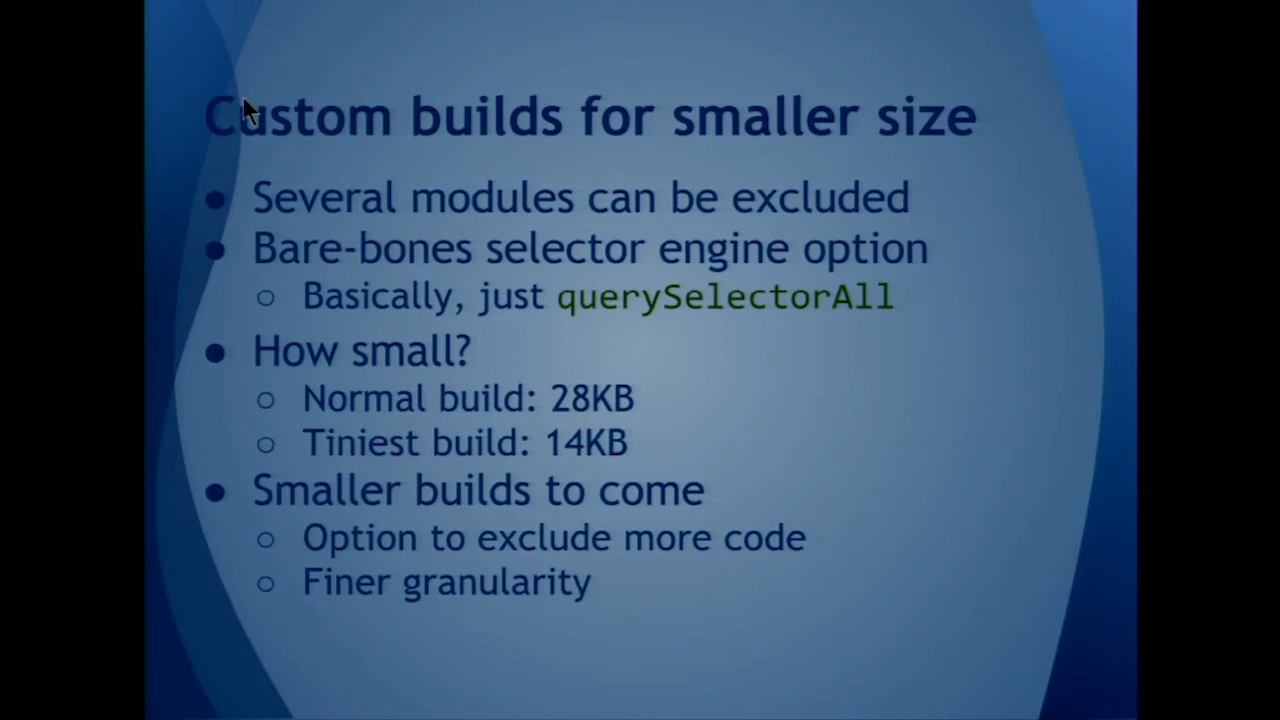 Custom builds for smaller size
● Several modules can be excluded
● Bare-bones selector engine option
○ Basically, just querySelectorAll
● How small?
○ Normal build: 28KB
○ Tiniest build: 14KB
● Smaller builds to come
○ Option to exclude more code
○ Finer granularity